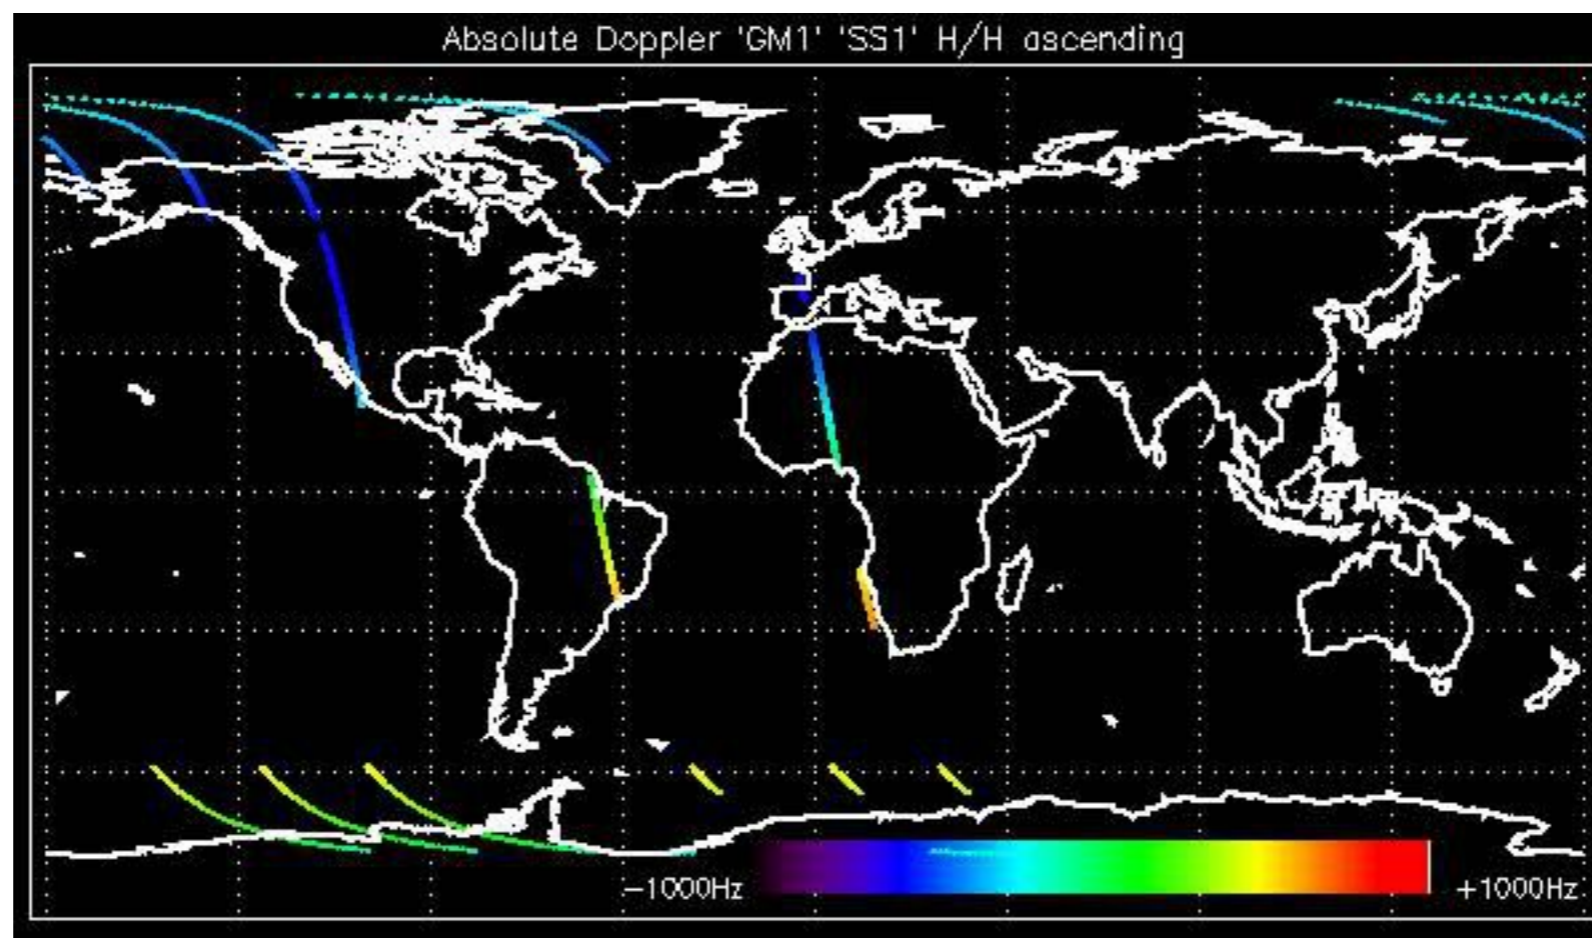 Absolute Doppler 'GM1' 'SS1' H/H ascending
−1000Hz
+1000Hz